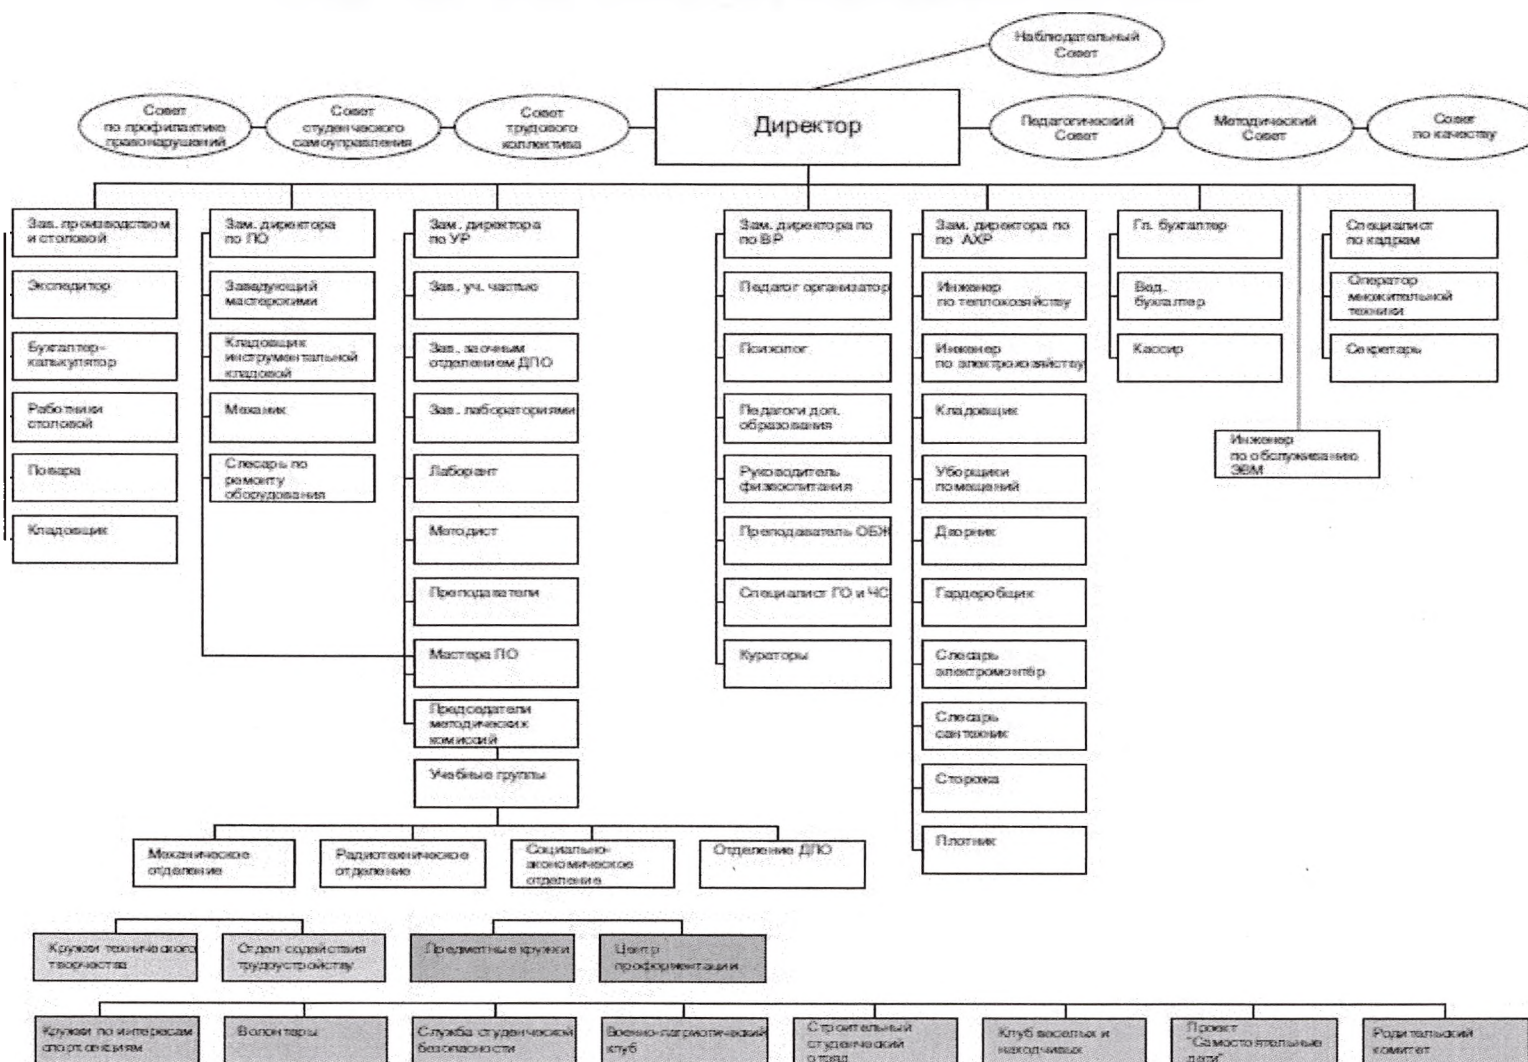 Наблюдательный
Совет
Совет
по профилактике
правонарушений
Совет
студенческого
самоуправления
Совет
трудового
коллектива
Директор
Педагогический
Совет
Методический
Совет
Совет
по качеству
Зав. производством
и столовой
Экспедитор
Бухгалтер-
калькулятор
Работники
столовой
Повара
Кладовщик
Зам. директора
по ПО
Заведующий
мастерскими
Кладовщик
инструментальной
кладовой
Механик
Слесарь по
ремонту
оборудования
Зам. директора
по УР
Зав. уч. частью
Зав. заочным
отделением ДПО
Зав. лабораториями
Лаборант
Методист
Преподаватели
Мастера ПО
Председатели
методических
комиссий
Учебные группы
Зам. директора по
по ВР
Педагог организатор
Психолог
Педагоги доп.
образования
Руководитель
физвоспитания
Преподаватель ОБЖ
Специалист ГО и ЧС
Кураторы
Зам. директора по
по АХР
Инженер
по теплохозяйству
Инженер
по электрохозяйству
Кладовщик
Уборщики
помещений
Дворник
Гардеробщик
Слесарь
электромонтёр
Слесарь
сантехник
Сторожа
Плотник
Гл. бухгалтер
Вед.
бухгалтер
Кассир
Инженер
по обслуживанию
ЭВМ
Специалист
по кадрам
Оператор
множительной
техники
Секретарь
Механическое
отделение
Радиотехническое
отделение
Социально-
экономическое
отделение
Отделение ДПО
Кружки технического
творчества
Отдел содействия
трудоустройству
Предметные кружки
Центр
профориентации
Кружки по интересам
спорт.секциям
Волонтеры
Служба студенческой
безопасности
Военно-патриотический
клуб
Строительный
студенческий
отряд
Клуб веселых и
находчивых
Проект
"Самостоятельные
дети"
Родительский
комитет